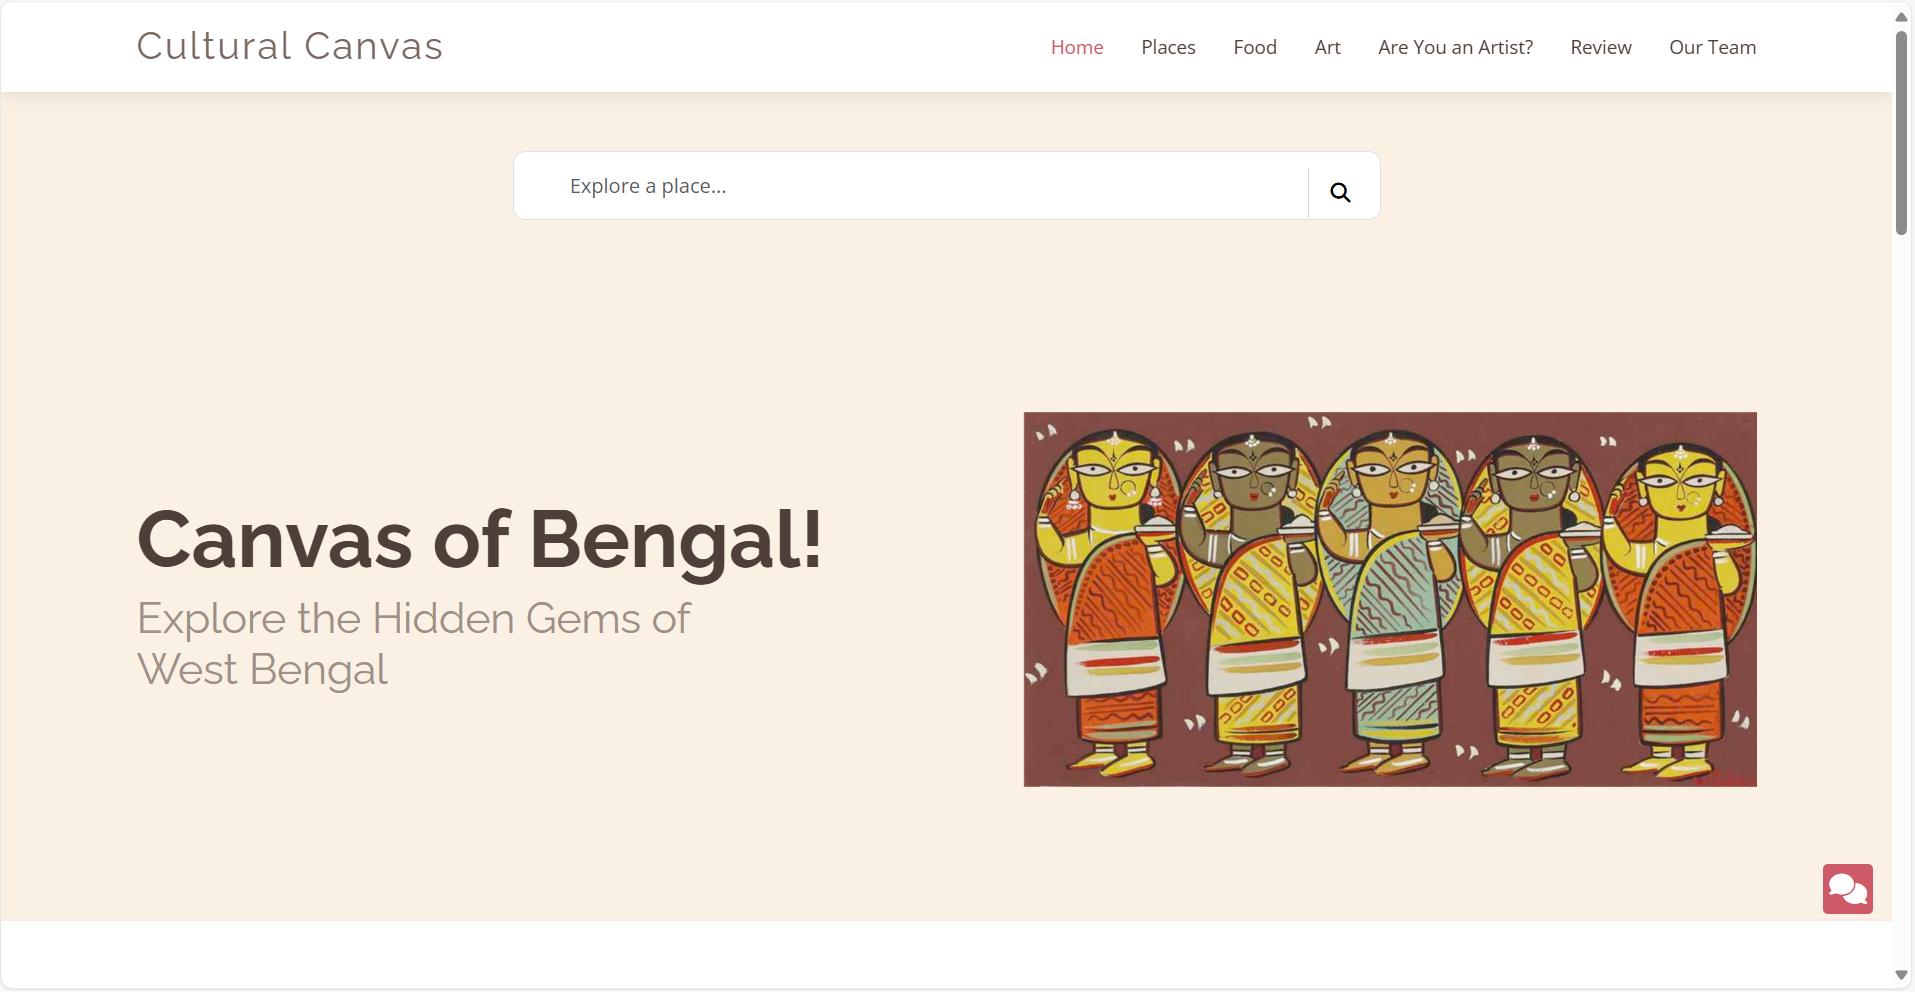 Cultural Canvas
Home Places Food Art Are You an Artist? Review Our Team
Explore a place...
Canvas of Bengal!
Explore the Hidden Gems of
West Bengal